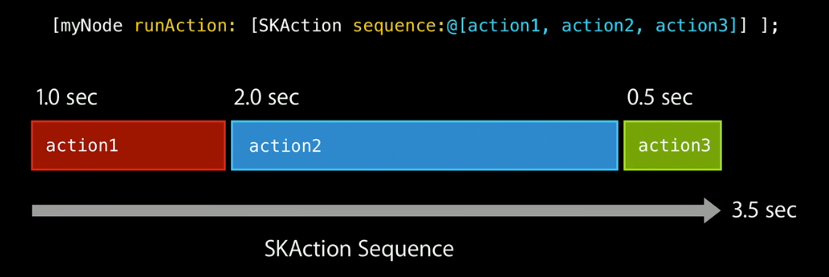 [myNode runAction: [SKAction sequence:@[action1, action2, action3]] ];
1.0 sec 2.0 sec 0.5 sec
action1 action2 action3
3.5 sec
SKAction Sequence